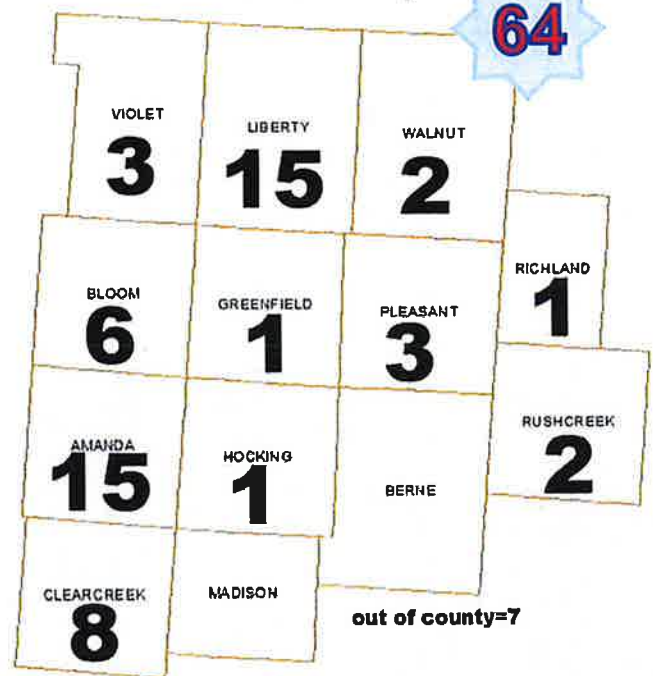 64
VIOLET
3
LIBERTY
15
WALNUT
2
RICHLAND
1
BLOOM
6
GREENFIELD
1
PLEASANT
3
RUSHCREEK
2
AMANDA
15
HOCKING
1
BERNE
CLEARCREEK
8
MADISON
out of county=7